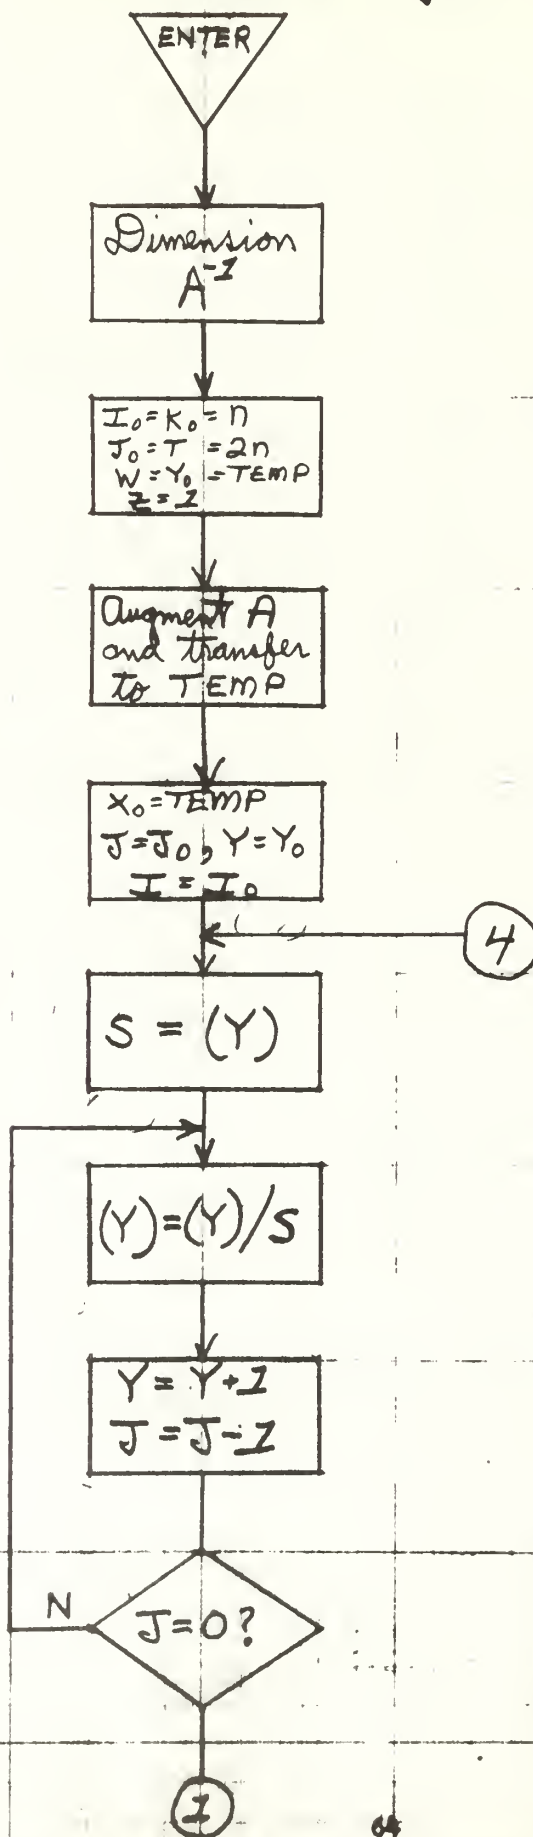 ENTER
Dimension
A⁻¹
I₀ = K₀ = n
J₀ = T = 2n
W = Y₀ = TEMP
Z = 1
Augment A
and transfer
to TEMP
X₀ = TEMP
J = J₀, Y = Y₀
I = I₀
4
S = (Y)
(Y) = (Y)/S
Y = Y + 1
J = J - 1
N
J = 0?
1
64